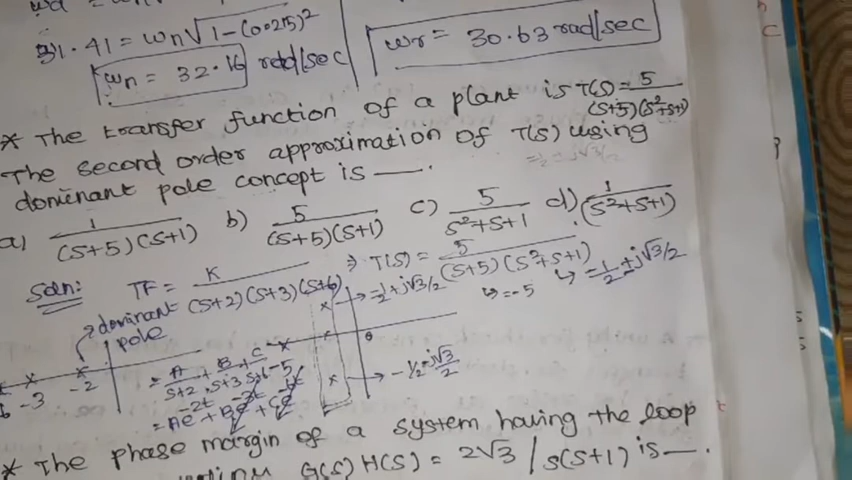 31.41 = ωn√1-(0.215)²
ωn = 32.16 rad/sec
ωr = 30.63 rad/sec
* The transfer function of a plant is T(S) = 5/(S+5)(S²+S+1)
The second order approximation of T(S) using
dominant pole concept is __.
a) 1/(S+5)(S+1) b) 5/(S+5)(S+1) c) 5/S²+S+1 d) 1/(S²+S+1)
Soln: TF = K/(S+2)(S+3)(S+6) ⇒ T(S) = 5/(S+5)(S²+S+1)
↳ = -5 ↳ = -1/2 ± j√3/2
→ -1/2 + j√3/2
dominant
pole
-3 -2
= A/S+2 + B/S+3 + C/S+6
-5
= Ae^-2t + Be^-3t + Ce^-6t
→ -1/2 - j√3/2
* The phase margin of a system having the loop
G(S)H(S) = 2√3 / S(S+1) is __.